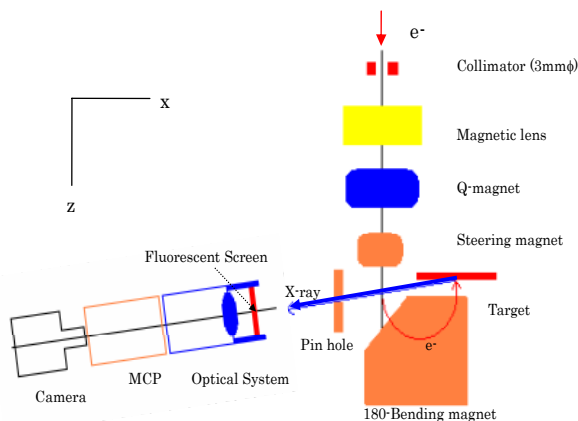 e-
Collimator (3mmϕ)
x
Magnetic lens
Q-magnet
z
Steering magnet
Fluorescent Screen
X-ray
Target
Pin hole
e-
MCP
Optical System
Camera
180-Bending magnet